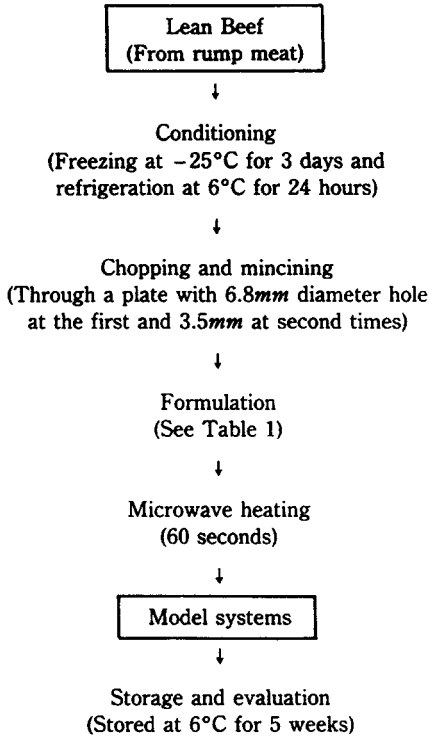 Lean Beef
(From rump meat)
↓
Conditioning
(Freezing at −25°C for 3 days and
refrigeration at 6°C for 24 hours)
↓
Chopping and mincining
(Through a plate with 6.8mm diameter hole
at the first and 3.5mm at second times)
↓
Formulation
(See Table 1)
↓
Microwave heating
(60 seconds)
↓
Model systems
↓
Storage and evaluation
(Stored at 6°C for 5 weeks)